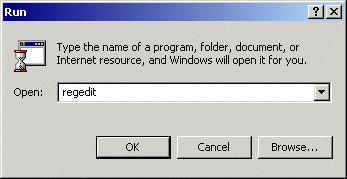 Run
Type the name of a program, folder, document, or
Internet resource, and Windows will open it for you.
Open: regedit
OK Cancel Browse...